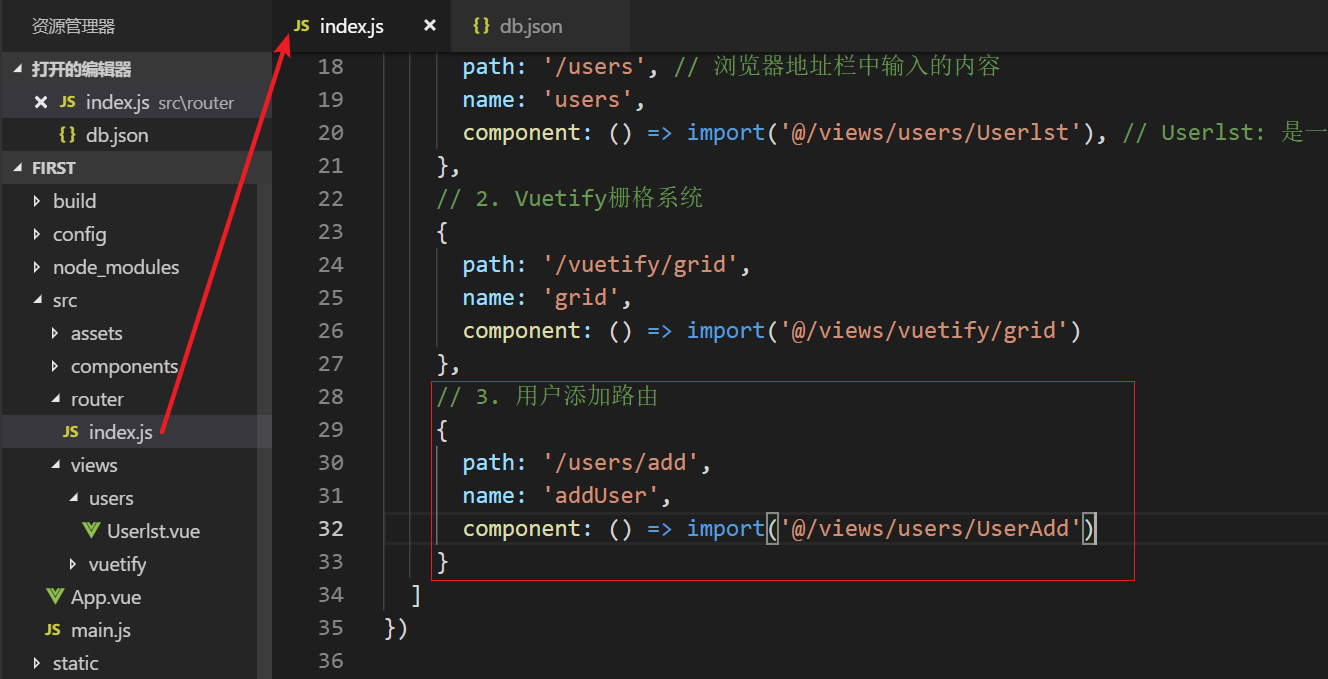 资源管理器
打开的编辑器
JS index.js src\router
{} db.json
FIRST
build
config
node_modules
src
assets
components
router
JS index.js
views
users
Userlst.vue
vuetify
App.vue
JS main.js
static
JS index.js
{} db.json
18 path: '/users', // 浏览器地址栏中输入的内容
19 name: 'users',
20 component: () => import('@/views/users/Userlst'), // Userlst: 是一
21 },
22 // 2. Vuetify栅格系统
23 {
24 path: '/vuetify/grid',
25 name: 'grid',
26 component: () => import('@/views/vuetify/grid')
27 },
28 // 3. 用户添加路由
29 {
30 path: '/users/add',
31 name: 'addUser',
32 component: () => import('@/views/users/UserAdd')
33 }
34 ]
35 })
36